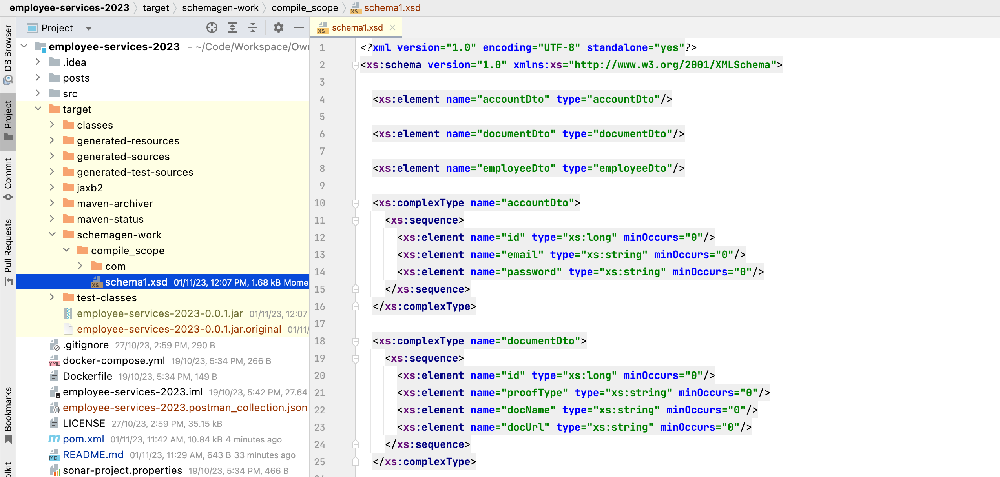 employee-services-2023 target schemagen-work compile_scope schema1.xsd
DB Browser
Project
Commit
Pull Requests
Bookmarks
Project
employee-services-2023 - ~/Code/Workspace/Own
.idea
posts
src
target
classes
generated-resources
generated-sources
generated-test-sources
jaxb2
maven-archiver
maven-status
schemagen-work
compile_scope
com
schema1.xsd 01/11/23, 12:07 PM, 1.68 kB Mome
test-classes
employee-services-2023-0.0.1.jar 01/11/23, 12:07
employee-services-2023-0.0.1.jar.original 01/11/
.gitignore 27/10/23, 2:59 PM, 290 B
docker-compose.yml 19/10/23, 5:34 PM, 266 B
Dockerfile 19/10/23, 5:34 PM, 149 B
employee-services-2023.iml 19/10/23, 5:42 PM, 27.64
employee-services-2023.postman_collection.json
LICENSE 27/10/23, 2:59 PM, 35.15 kB
pom.xml 01/11/23, 11:42 AM, 10.84 kB 4 minutes ago
README.md 01/11/23, 11:29 AM, 643 B 33 minutes ago
sonar-project.properties 19/10/23, 5:34 PM, 466 B
schema1.xsd
1 <?xml version="1.0" encoding="UTF-8" standalone="yes"?>
2 <xs:schema version="1.0" xmlns:xs="http://www.w3.org/2001/XMLSchema">
3
4 <xs:element name="accountDto" type="accountDto"/>
5
6 <xs:element name="documentDto" type="documentDto"/>
7
8 <xs:element name="employeeDto" type="employeeDto"/>
9
10 <xs:complexType name="accountDto">
11 <xs:sequence>
12 <xs:element name="id" type="xs:long" minOccurs="0"/>
13 <xs:element name="email" type="xs:string" minOccurs="0"/>
14 <xs:element name="password" type="xs:string" minOccurs="0"/>
15 </xs:sequence>
16 </xs:complexType>
17
18 <xs:complexType name="documentDto">
19 <xs:sequence>
20 <xs:element name="id" type="xs:long" minOccurs="0"/>
21 <xs:element name="proofType" type="xs:string" minOccurs="0"/>
22 <xs:element name="docName" type="xs:string" minOccurs="0"/>
23 <xs:element name="docUrl" type="xs:string" minOccurs="0"/>
24 </xs:sequence>
25 </xs:complexType>